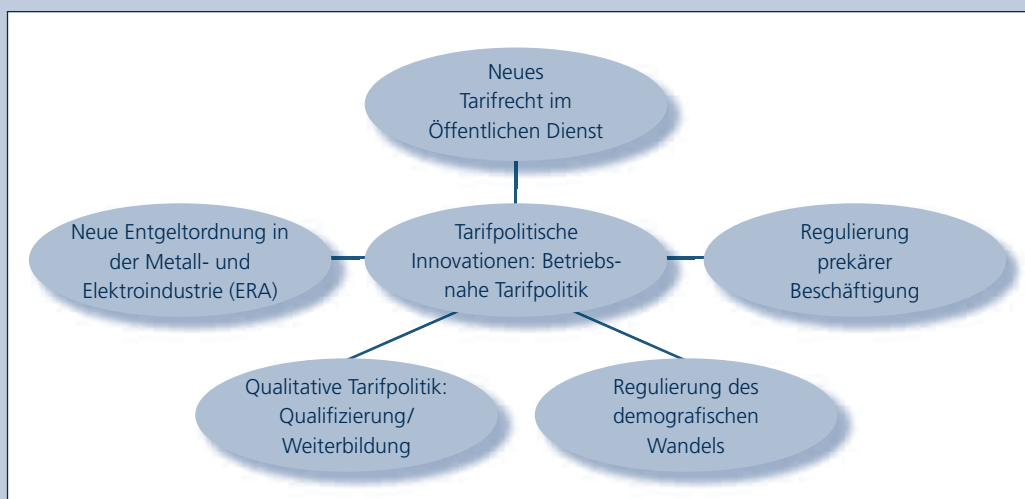 Neues
Tarifrecht im
Öffentlichen Dienst
Neue Entgeltordnung in
der Metall- und
Elektroindustrie (ERA)
Tarifpolitische
Innovationen: Betriebs-
nahe Tarifpolitik
Regulierung
prekärer
Beschäftigung
Qualitative Tarifpolitik:
Qualifizierung/
Weiterbildung
Regulierung des
demografischen
Wandels